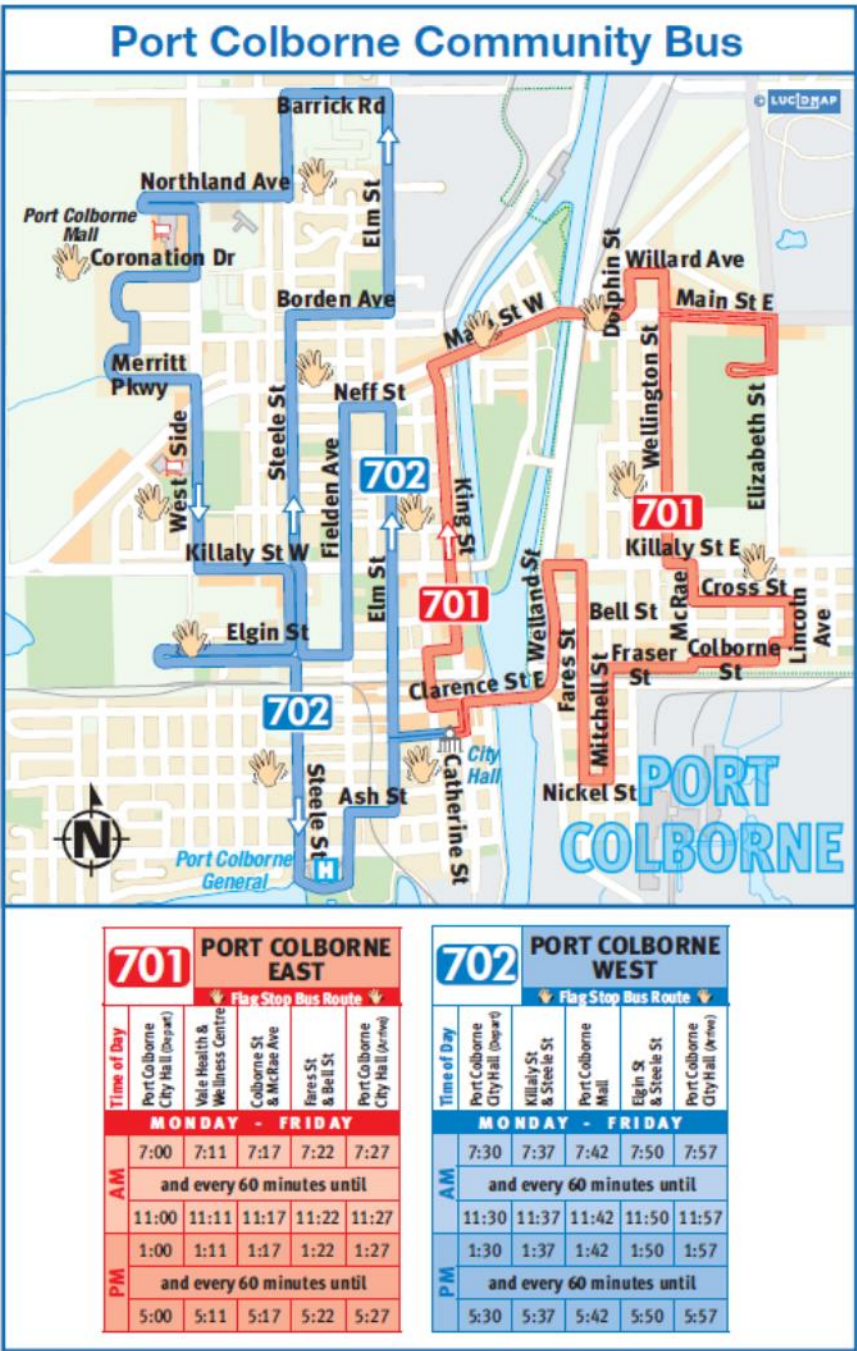 Port Colborne Community Bus
© LUCIDMAP
Barrick Rd
Northland Ave
Port Colborne
Mall
Elm St
Coronation Dr
Dolphin St
Willard Ave
Borden Ave
Main St W
Main St E
Merritt
Pkwy
Neff St
Steele St
West Side
Fielden Ave
702
King St
Wellington St
Elizabeth St
701
Killaly St W
Killaly St E
Elm St
701
Welland St
Cross St
Bell St
McRae
Lincoln
Ave
Elgin St
Fraser
St
Colborne
St
Clarence St E
Fares St
Mitchell St
702
City
Hall
PORT
COLBORNE
Nickel St
Ash St
Steele St
Catherine St
N
Port Colborne
General
H
701
PORT COLBORNE
EAST
Flag Stop Bus Route
Time of Day
Port Colborne
City Hall (Depart)
Vale Health &
Wellness Centre
Colborne St
& McRae Ave
Fares St
& Bell St
Port Colborne
City Hall (Arrive)
MONDAY - FRIDAY
AM
7:00 7:11 7:17 7:22 7:27
and every 60 minutes until
11:00 11:11 11:17 11:22 11:27
PM
1:00 1:11 1:17 1:22 1:27
and every 60 minutes until
5:00 5:11 5:17 5:22 5:27
702
PORT COLBORNE
WEST
Flag Stop Bus Route
Time of Day
Port Colborne
City Hall (Depart)
Killaly St
& Steele St
Port Colborne
Mall
Elgin St
& Steele St
Port Colborne
City Hall (Arrive)
MONDAY - FRIDAY
AM
7:30 7:37 7:42 7:50 7:57
and every 60 minutes until
11:30 11:37 11:42 11:50 11:57
PM
1:30 1:37 1:42 1:50 1:57
and every 60 minutes until
5:30 5:37 5:42 5:50 5:57